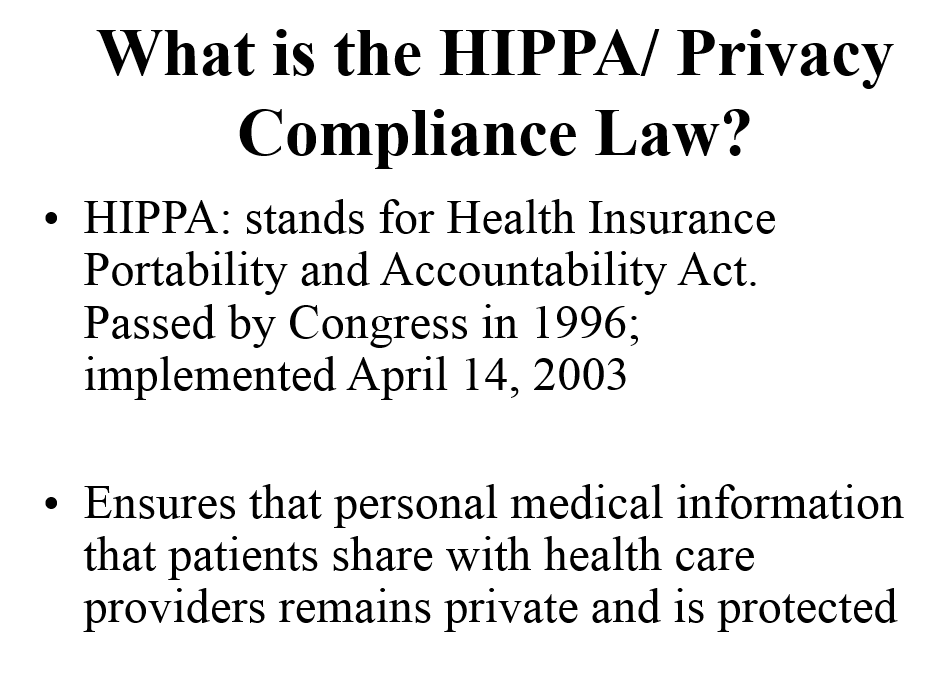 What is the HIPPA/ Privacy
Compliance Law?
• HIPPA: stands for Health Insurance
Portability and Accountability Act.
Passed by Congress in 1996;
implemented April 14, 2003
• Ensures that personal medical information
that patients share with health care
providers remains private and is protected